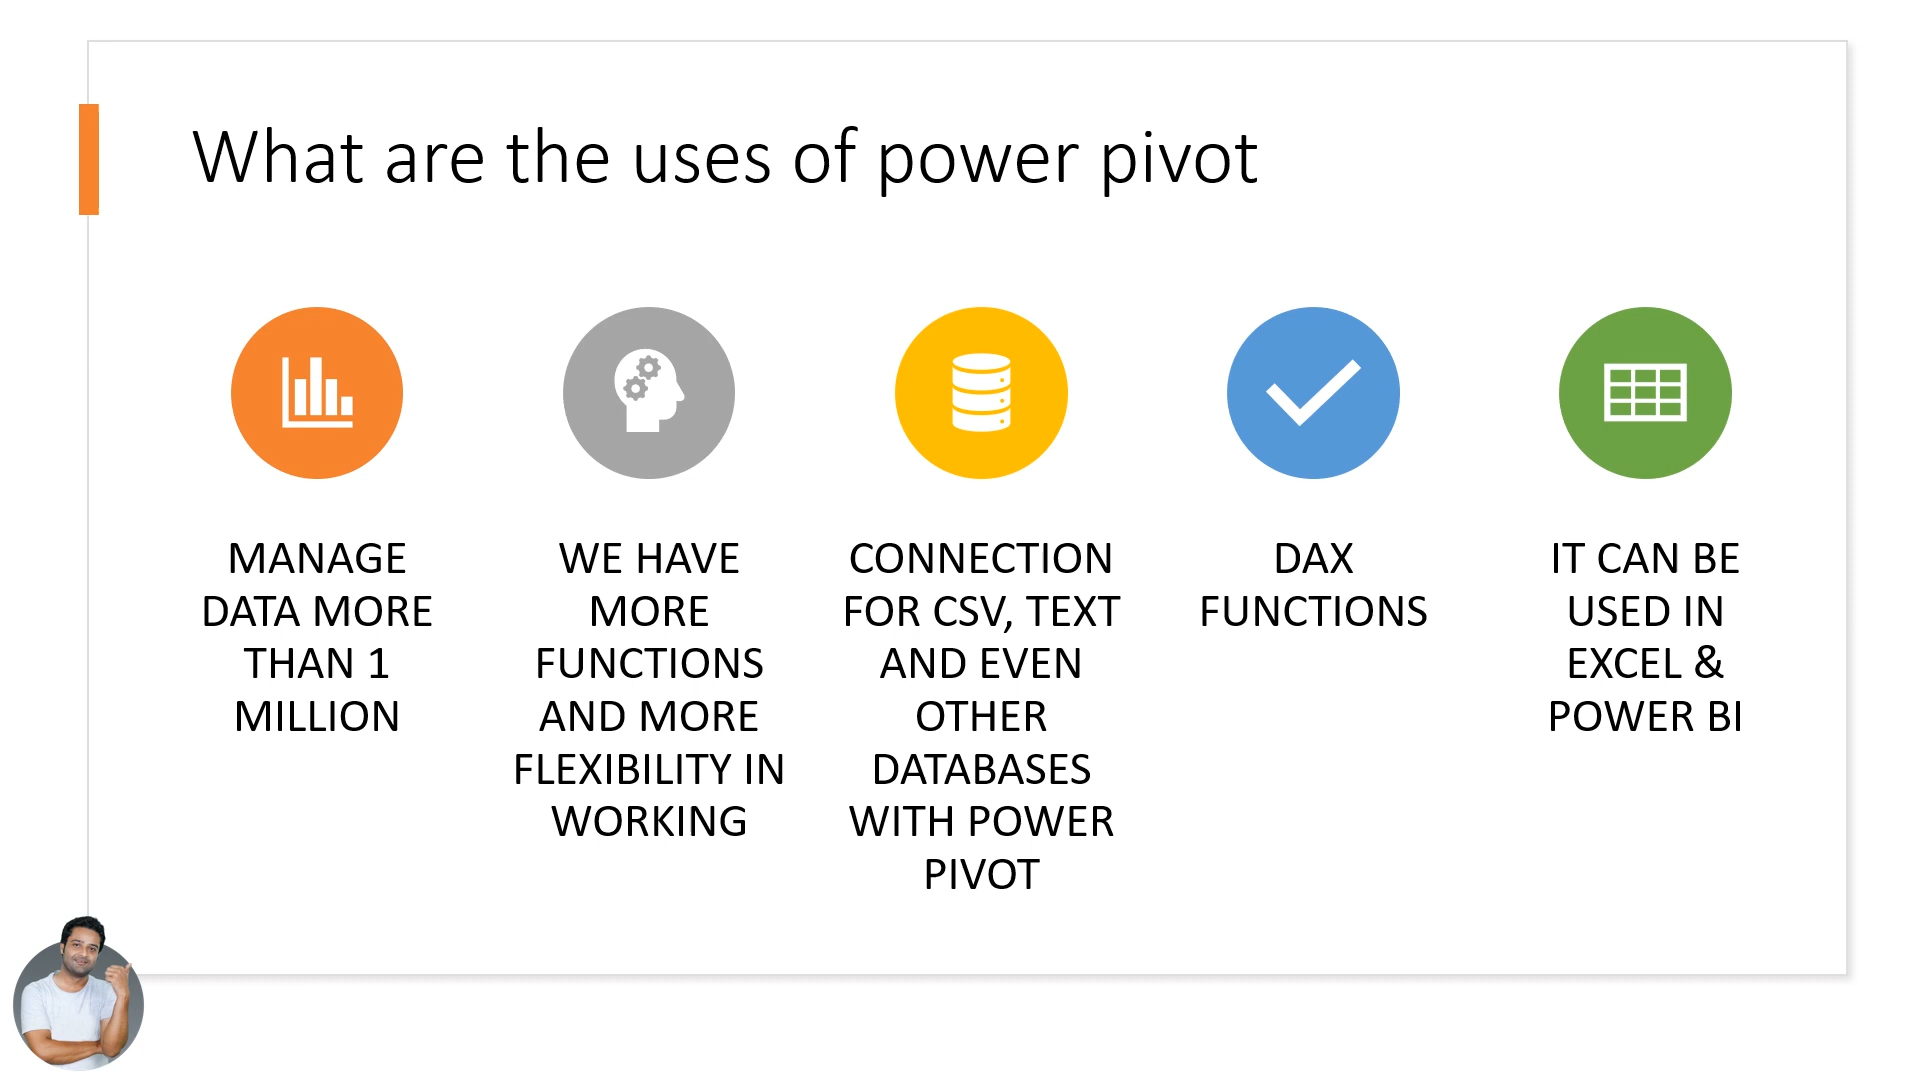 What are the uses of power pivot
MANAGE
DATA MORE
THAN 1
MILLION
WE HAVE
MORE
FUNCTIONS
AND MORE
FLEXIBILITY IN
WORKING
CONNECTION
FOR CSV, TEXT
AND EVEN
OTHER
DATABASES
WITH POWER
PIVOT
DAX
FUNCTIONS
IT CAN BE
USED IN
EXCEL &
POWER BI